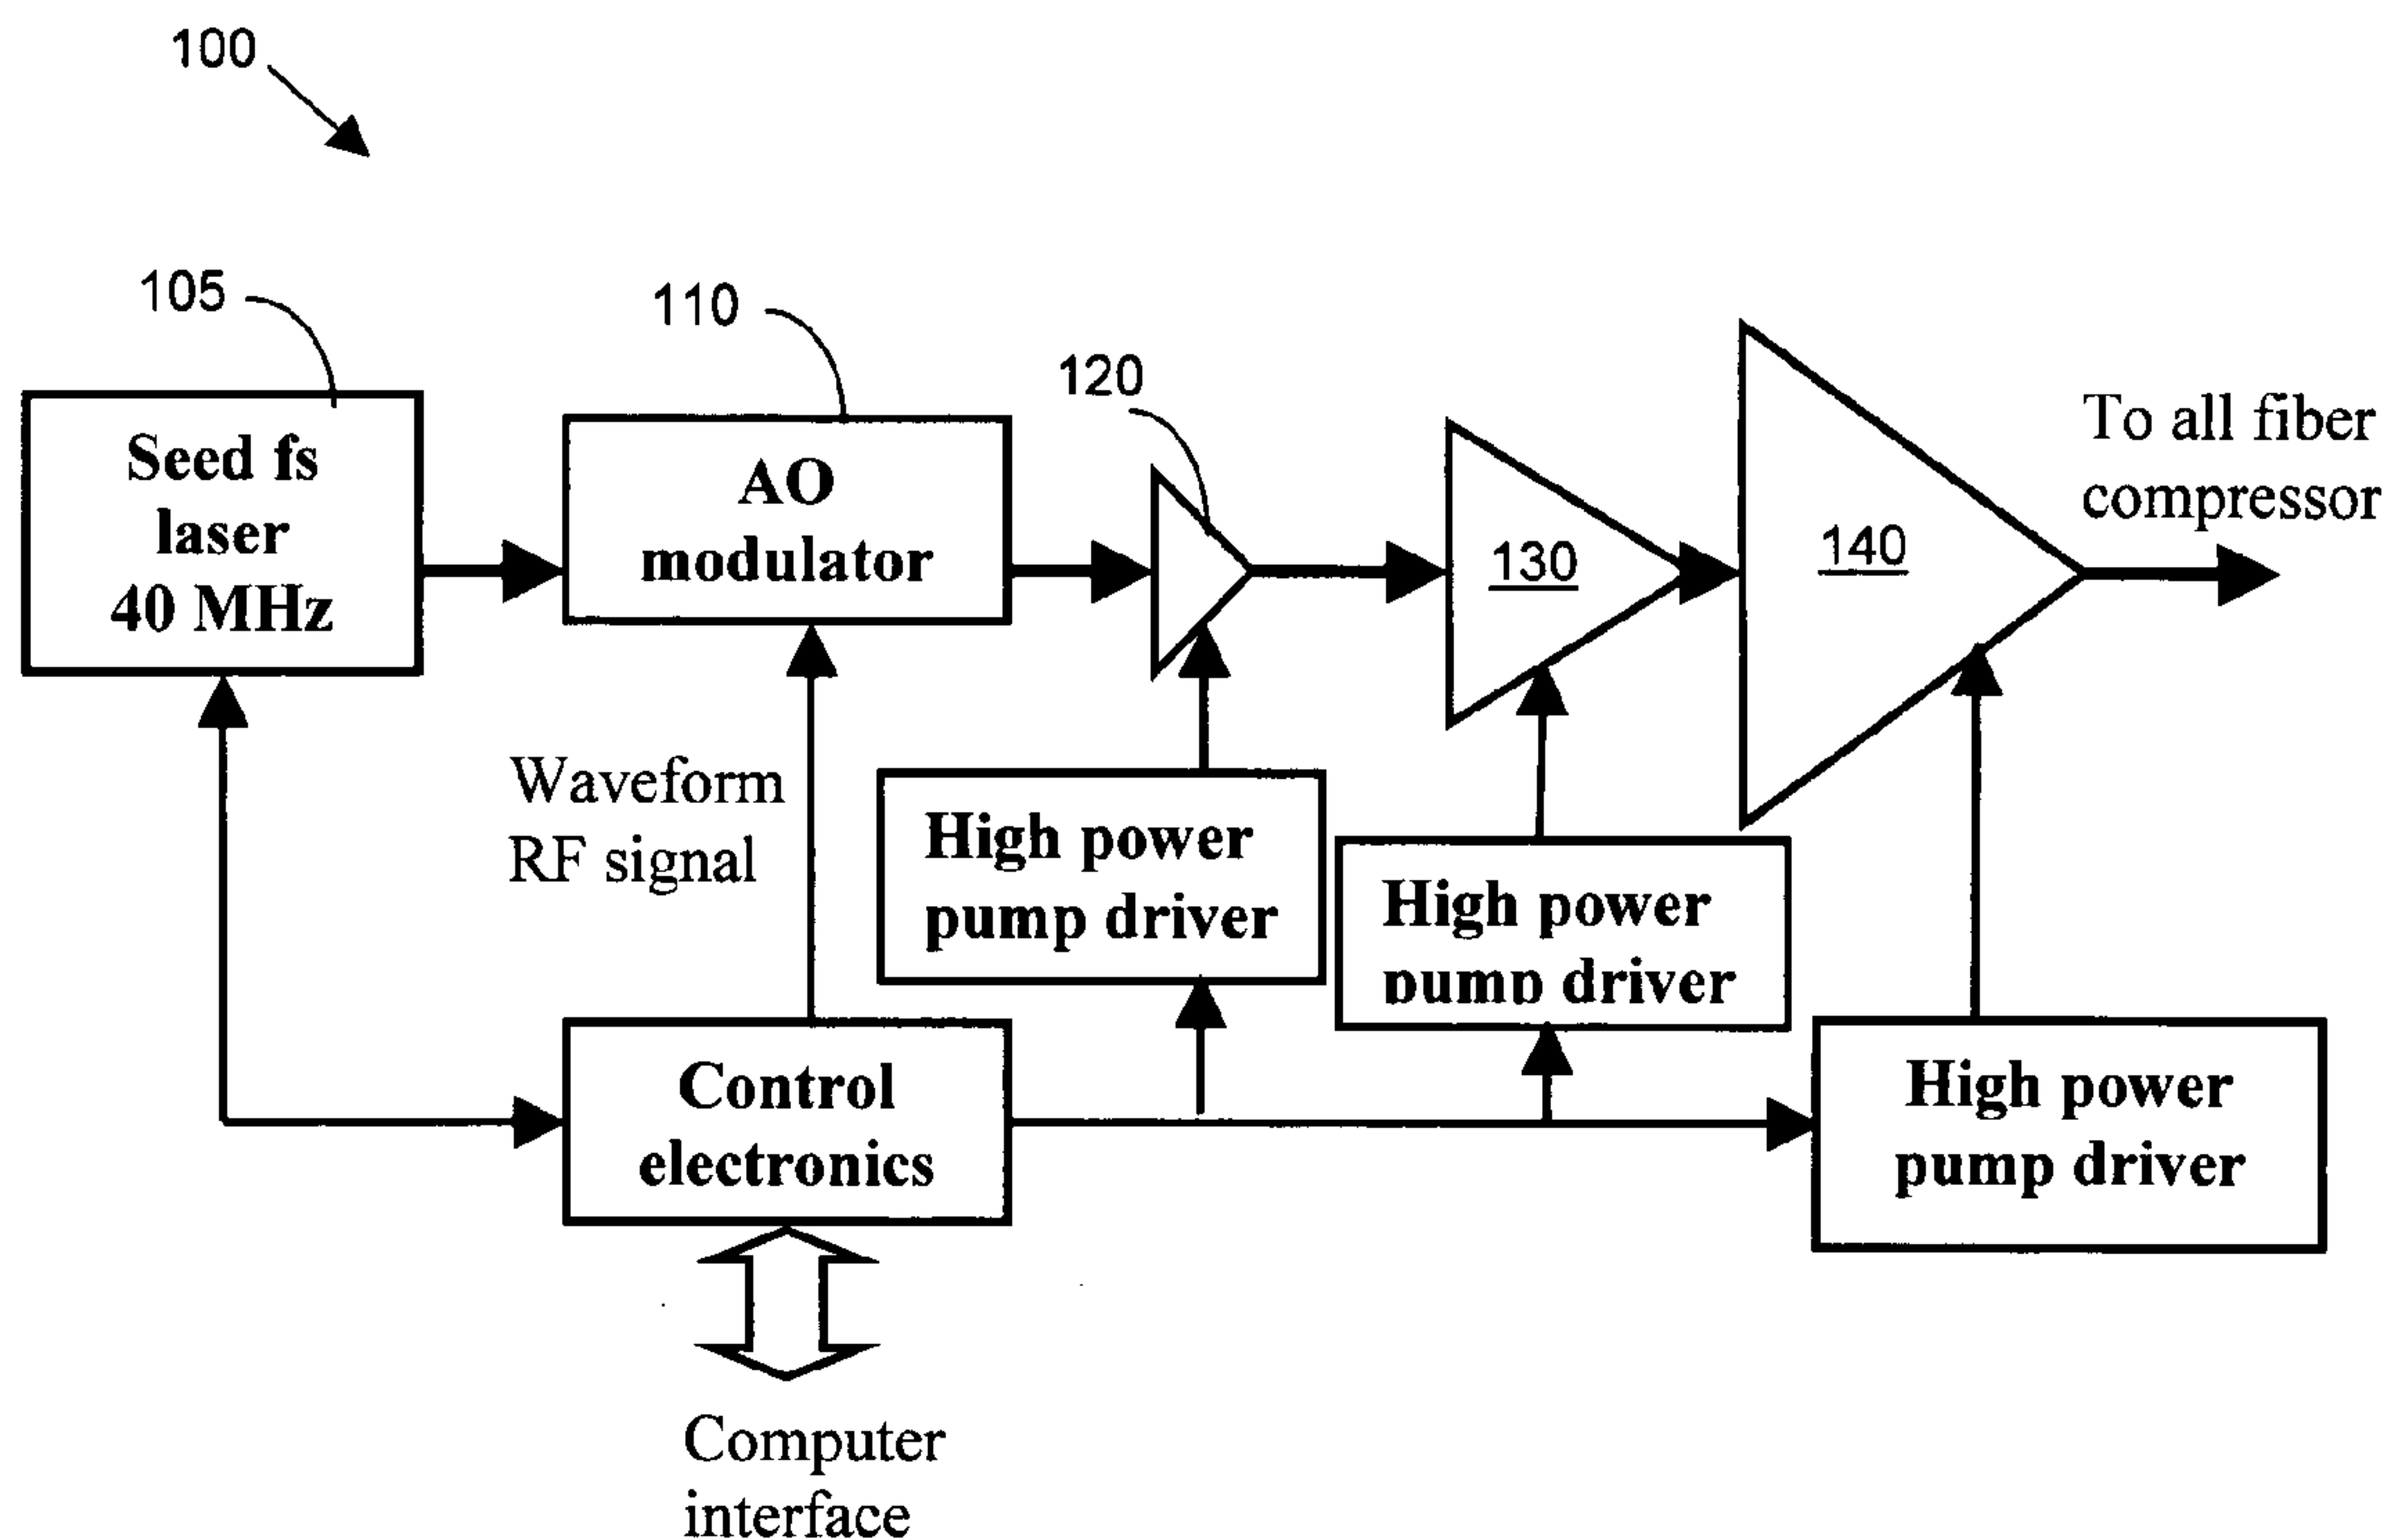 100
105
110
120
Seed fs
laser
40 MHz
AO
modulator
130
140
To all fiber
compressor
Waveform
RF signal
High power
pump driver
High power
pump driver
Control
electronics
High power
pump driver
Computer
interface